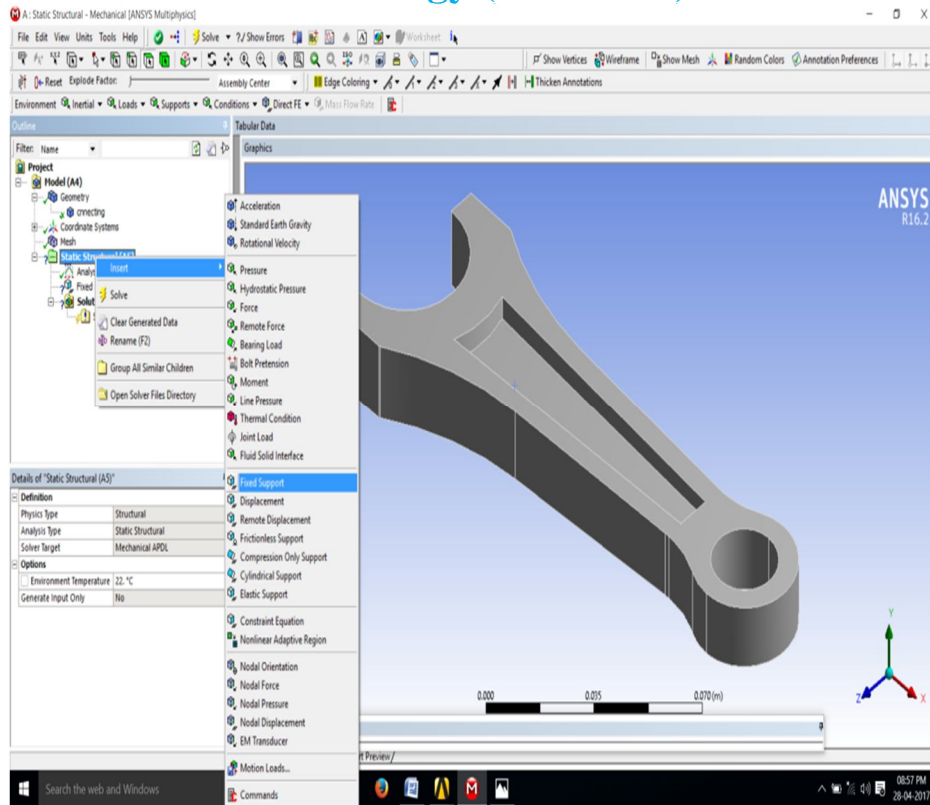 A : Static Structural - Mechanical [ANSYS Multiphysics]
File Edit View Units Tools Help
Solve
?/ Show Errors
Worksheet
Show Vertices
Wireframe
Show Mesh
Random Colors
Annotation Preferences
Reset Explode Factor:
Assembly Center
Edge Coloring
Thicken Annotations
Environment Inertial Loads Supports Conditions Direct FE Mass Flow Rate
Outline
Filter: Name
Project
Model (A4)
Geometry
cnnecting
Coordinate Systems
Mesh
Static Structural (A5)
Fixed
Insert
Solve
Clear Generated Data
Rename (F2)
Group All Similar Children
Open Solver Files Directory
Tabular Data
Graphics
Acceleration
Standard Earth Gravity
Rotational Velocity
Pressure
Hydrostatic Pressure
Force
Remote Force
Bearing Load
Bolt Pretension
Moment
Line Pressure
Thermal Condition
Joint Load
Fluid Solid Interface
Fixed Support
Displacement
Remote Displacement
Frictionless Support
Compression Only Support
Cylindrical Support
Elastic Support
Constraint Equation
Nonlinear Adaptive Region
Nodal Orientation
Nodal Force
Nodal Pressure
Nodal Displacement
EM Transducer
Motion Loads...
Commands
ANSYS
R16.2
Y
Z
X
0.000
0.035
0.070 (m)
Details of "Static Structural (A5)"
Definition
Physics Type Structural
Analysis Type Static Structural
Solver Target Mechanical APDL
Options
Environment Temperature 22. °C
Generate Input Only No
Preview
Search the web and Windows
08:57 PM
28-04-2017